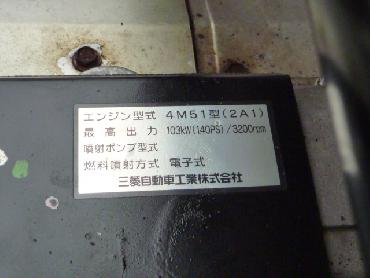 エンジン型式 4M51型(2A1)
最高出力 103kW(140PS)/3200rpm
噴射ポンプ型式
燃料噴射方式 電子式
三菱自動車工業株式会社